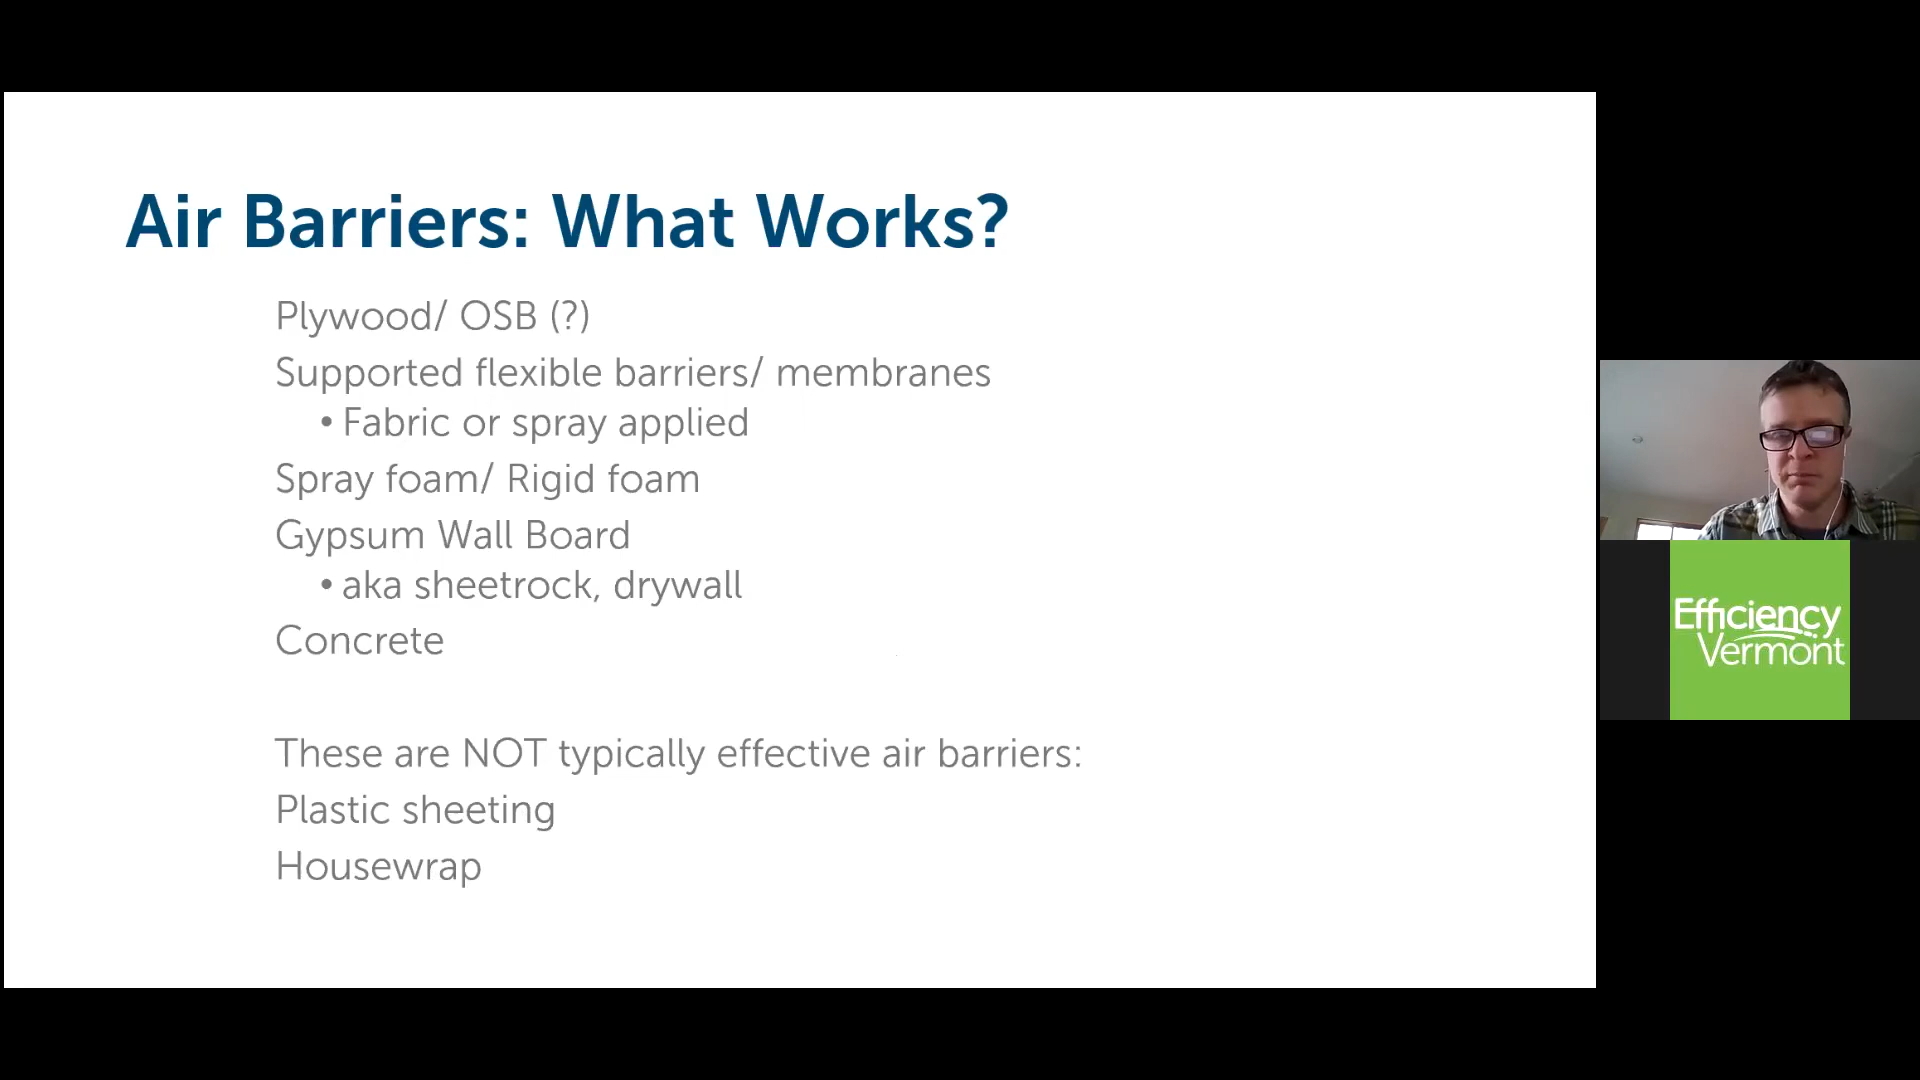 Air Barriers: What Works?
Plywood/ OSB (?)
Supported flexible barriers/ membranes
• Fabric or spray applied
Spray foam/ Rigid foam
Gypsum Wall Board
• aka sheetrock, drywall
Concrete
These are NOT typically effective air barriers:
Plastic sheeting
Housewrap
Efficiency
Vermont